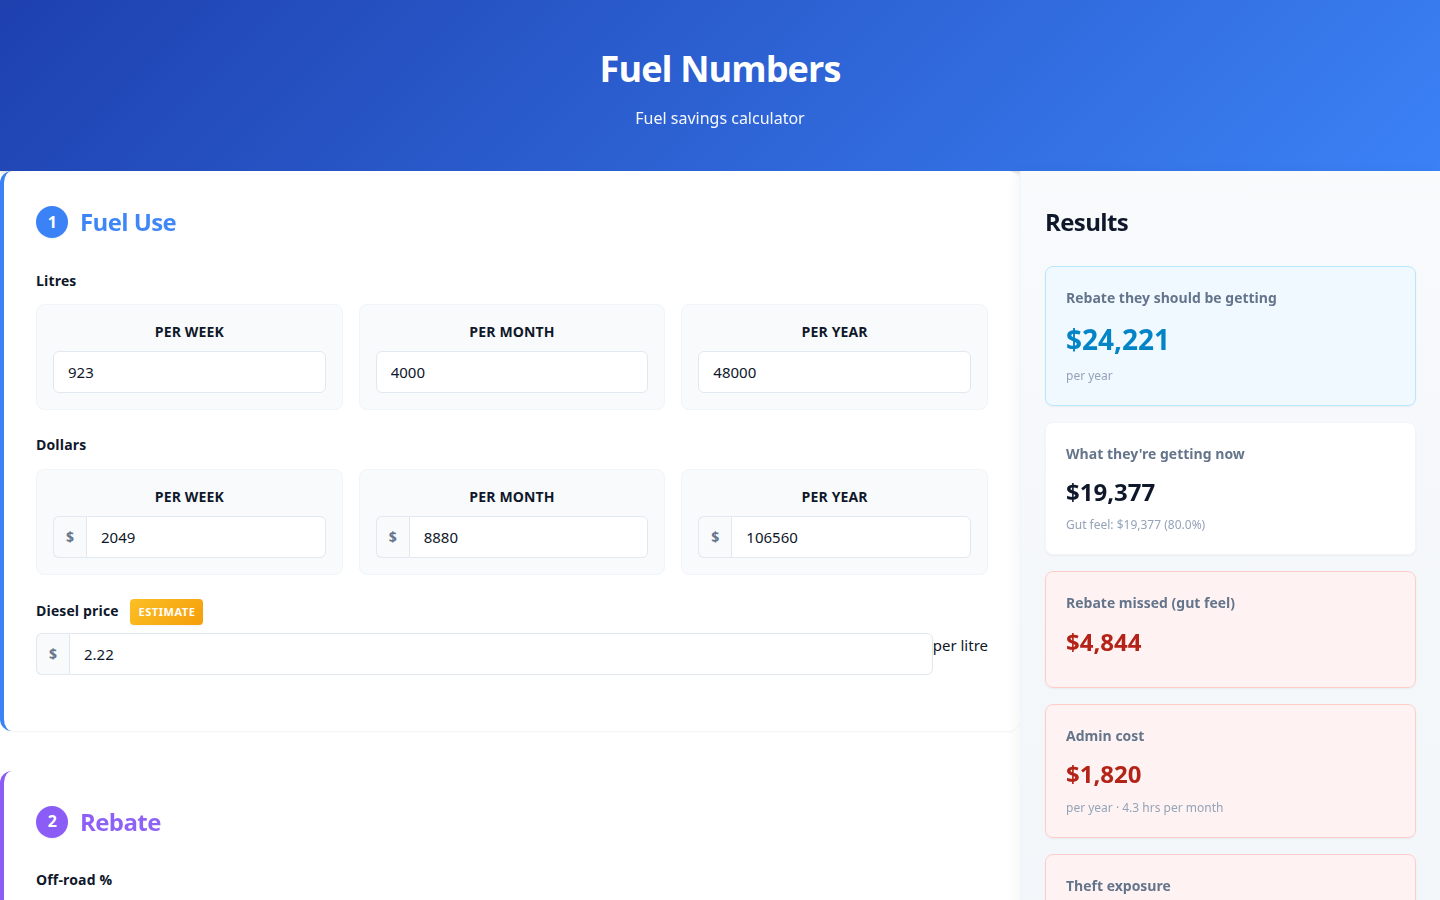 Fuel Numbers
Fuel savings calculator
1 Fuel Use
Litres
PER WEEK PER MONTH PER YEAR
923 4000 48000
Dollars
PER WEEK PER MONTH PER YEAR
$ 2049 $ 8880 $ 106560
Diesel price ESTIMATE
$ 2.22 per litre
2 Rebate
Off-road %
Results
Rebate they should be getting
$24,221
per year
What they're getting now
$19,377
Gut feel: $19,377 (80.0%)
Rebate missed (gut feel)
$4,844
Admin cost
$1,820
per year · 4.3 hrs per month
Theft exposure